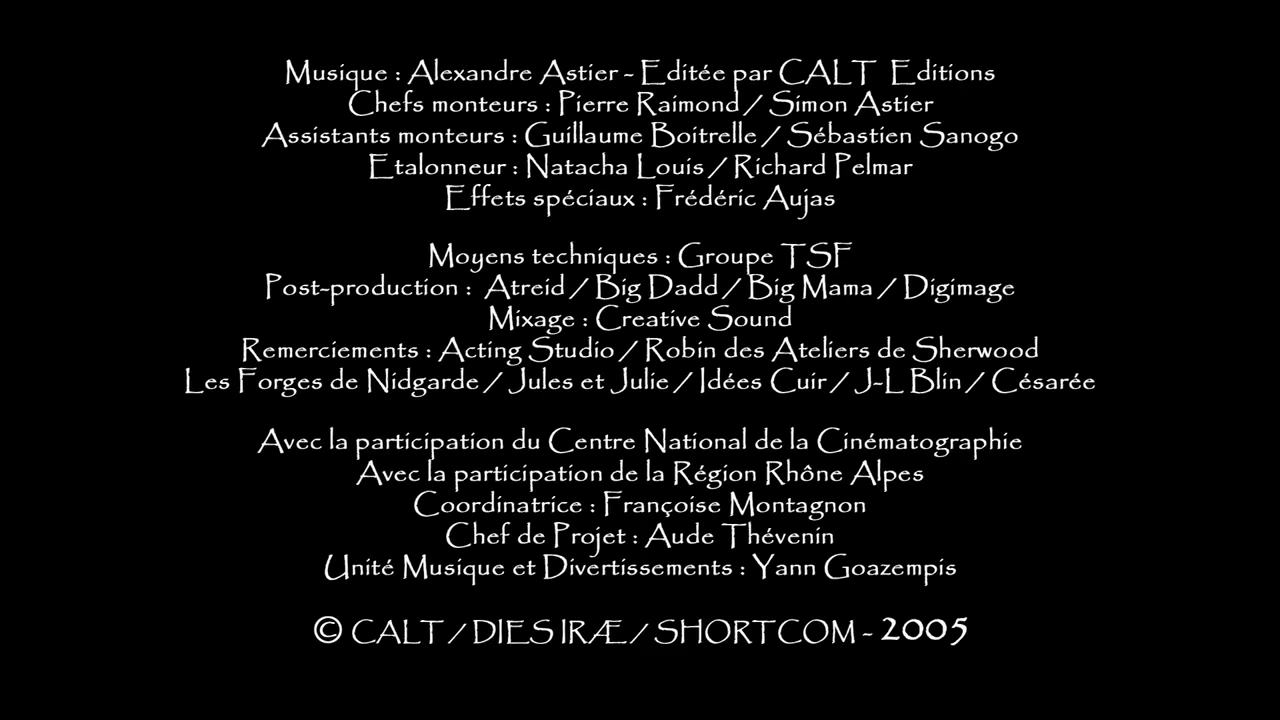 Musique : Alexandre Astier - Editée par CALT Editions
Chefs monteurs : Pierre Raimond / Simon Astier
Assistants monteurs : Guillaume Boitrelle / Sébastien Sanogo
Etalonneur : Natacha Louis / Richard Pelmar
Effets spéciaux : Frédéric Aujas
Moyens techniques : Groupe TSF
Post-production : Atreid / Big Dadd / Big Mama / Digimage
Mixage : Creative Sound
Remerciements : Acting Studio / Robin des Ateliers de Sherwood
Les Forges de Nidgarde / Jules et Julie / Idées Cuir / J-L Blin / Césarée
Avec la participation du Centre National de la Cinématographie
Avec la participation de la Région Rhône Alpes
Coordinatrice : Françoise Montagnon
Chef de Projet : Aude Thévenin
Unité Musique et Divertissements : Yann Goazempis
© CALT / DIES IRÆ / SHORTCOM - 2005